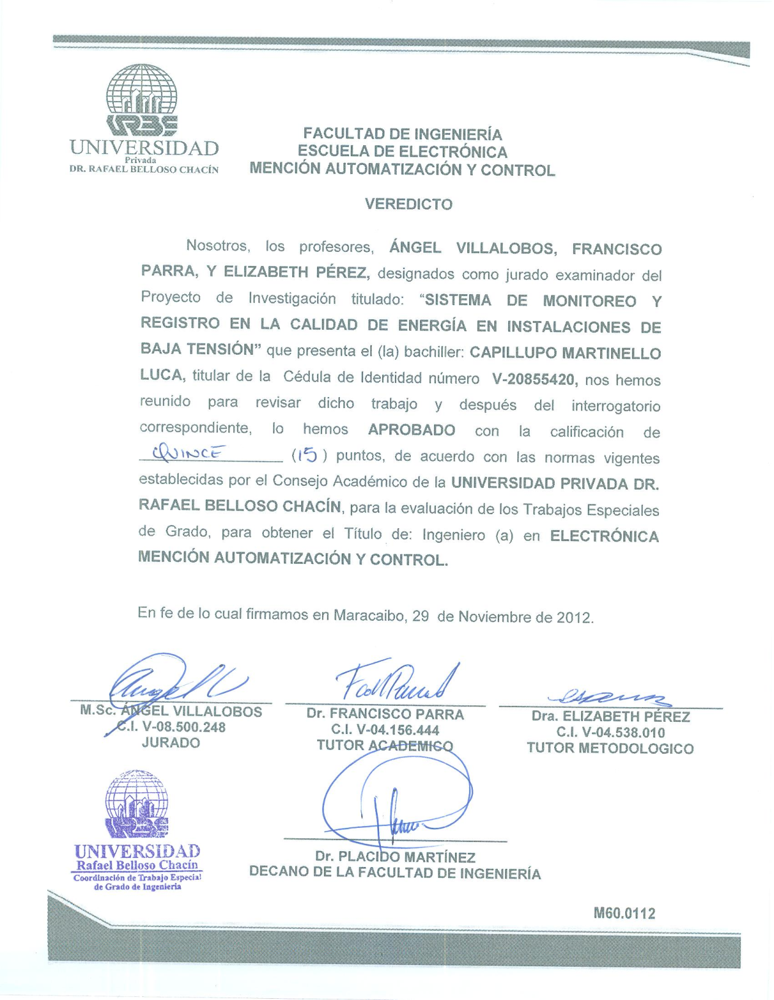 URBE
UNIVERSIDAD
Privada
DR. RAFAEL BELLOSO CHACÍN
FACULTAD DE INGENIERÍA
ESCUELA DE ELECTRÓNICA
MENCIÓN AUTOMATIZACIÓN Y CONTROL
VEREDICTO
Nosotros, los profesores, ÁNGEL VILLALOBOS, FRANCISCO
PARRA, Y ELIZABETH PÉREZ, designados como jurado examinador del
Proyecto de Investigación titulado: “SISTEMA DE MONITOREO Y
REGISTRO EN LA CALIDAD DE ENERGÍA EN INSTALACIONES DE
BAJA TENSIÓN” que presenta el (la) bachiller: CAPILLUPO MARTINELLO
LUCA, titular de la Cédula de Identidad número V-20855420, nos hemos
reunido para revisar dicho trabajo y después del interrogatorio
correspondiente, lo hemos APROBADO con la calificación de
QUINCE (15) puntos, de acuerdo con las normas vigentes
establecidas por el Consejo Académico de la UNIVERSIDAD PRIVADA DR.
RAFAEL BELLOSO CHACÍN, para la evaluación de los Trabajos Especiales
de Grado, para obtener el Título de: Ingeniero (a) en ELECTRÓNICA
MENCIÓN AUTOMATIZACIÓN Y CONTROL.
En fe de lo cual firmamos en Maracaibo, 29 de Noviembre de 2012.
M.Sc. ÁNGEL VILLALOBOS
C.I. V-08.500.248
JURADO
Dr. FRANCISCO PARRA
C.I. V-04.156.444
TUTOR ACADEMICO
Dra. ELIZABETH PÉREZ
C.I. V-04.538.010
TUTOR METODOLOGICO
URBE
UNIVERSIDAD
Rafael Belloso Chacín
Coordinación de Trabajo Especial
de Grado de Ingeniería
Dr. PLACIDO MARTÍNEZ
DECANO DE LA FACULTAD DE INGENIERÍA
M60.0112